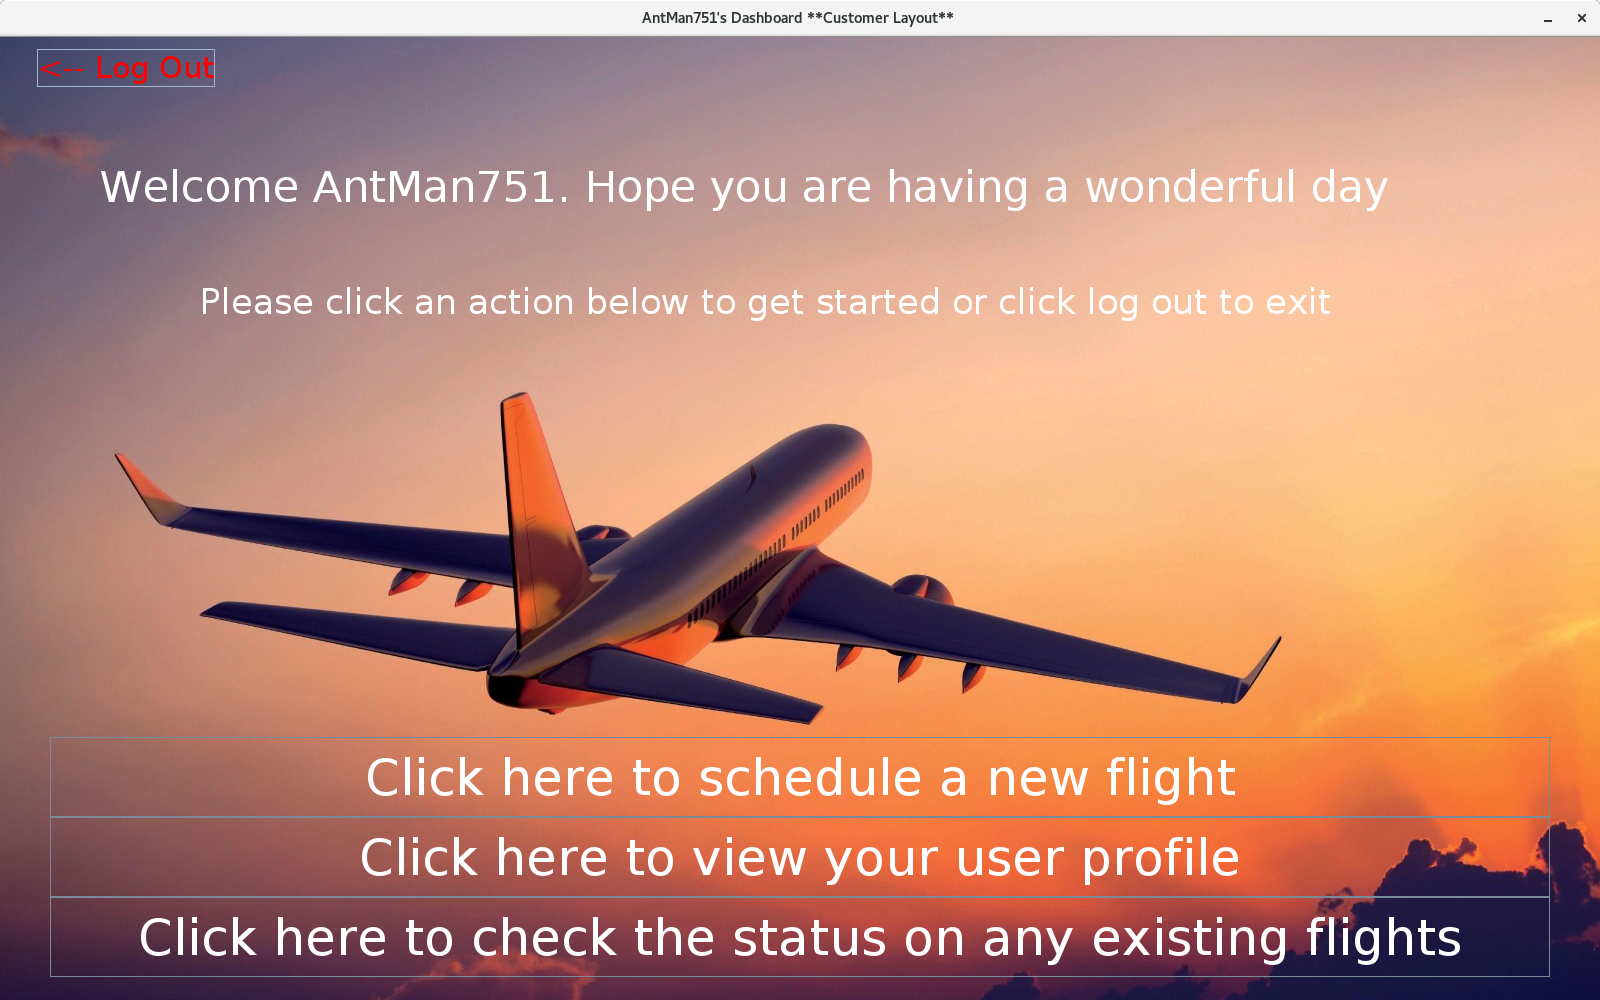 AntMan751's Dashboard **Customer Layout**
<-- Log Out
Welcome AntMan751. Hope you are having a wonderful day
Please click an action below to get started or click log out to exit
Click here to schedule a new flight
Click here to view your user profile
Click here to check the status on any existing flights